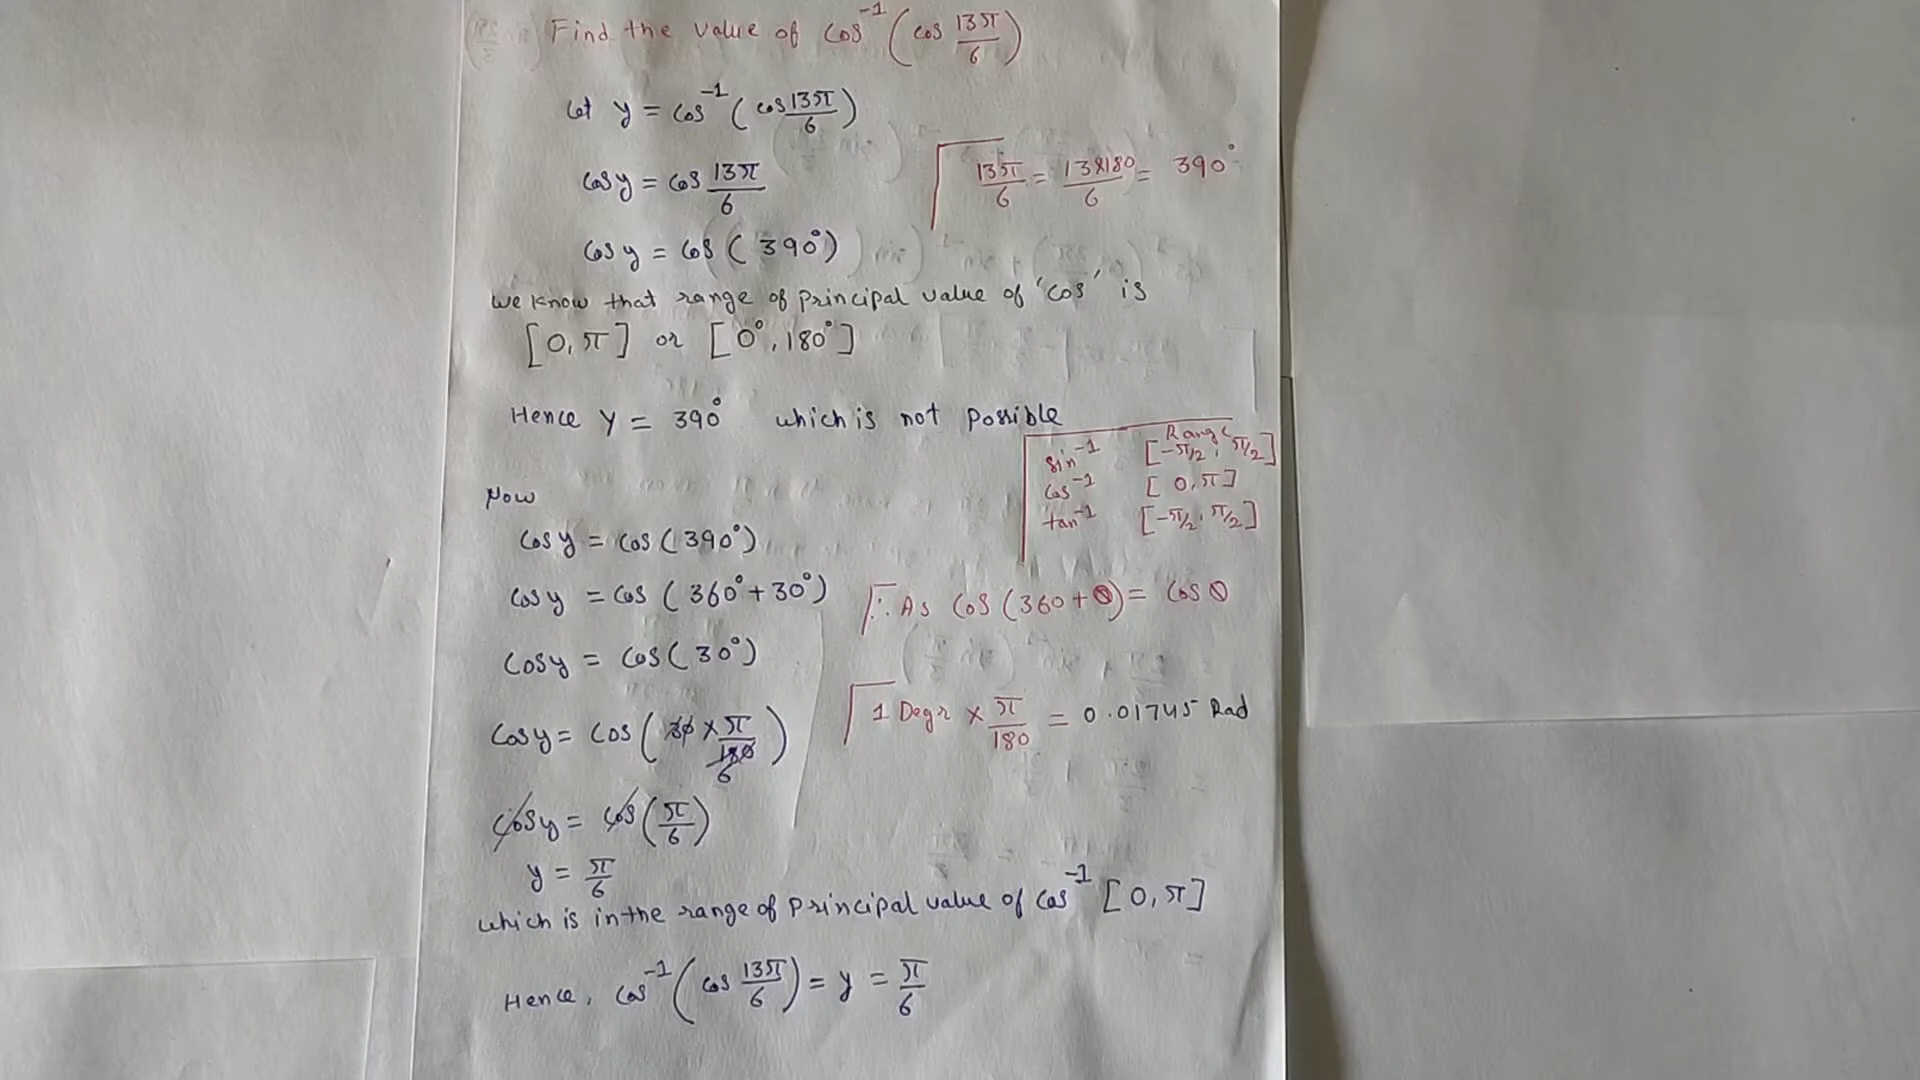 Find the value of cos⁻¹(cos 13π/6)
Let y = cos⁻¹(cos 13π/6)
cos y = cos 13π/6
13π/6 = 13×180/6 = 390°
cos y = cos (390°)
we know that range of principal value of 'cos' is
[0, π] or [0°, 180°]
Hence y = 390° which is not possible
Range
sin⁻¹ [-π/2, π/2]
cos⁻¹ [0, π]
tan⁻¹ [-π/2, π/2]
Now
cos y = cos (390°)
cos y = cos (360° + 30°)
∴ As cos (360 + θ) = cos θ
cos y = cos (30°)
1 Degr × π/180 = 0.01745 Rad
cos y = cos (30 × π/180)
6
cos y = cos (π/6)
y = π/6
which is in the range of principal value of cos⁻¹ [0, π]
Hence, cos⁻¹(cos 13π/6) = y = π/6